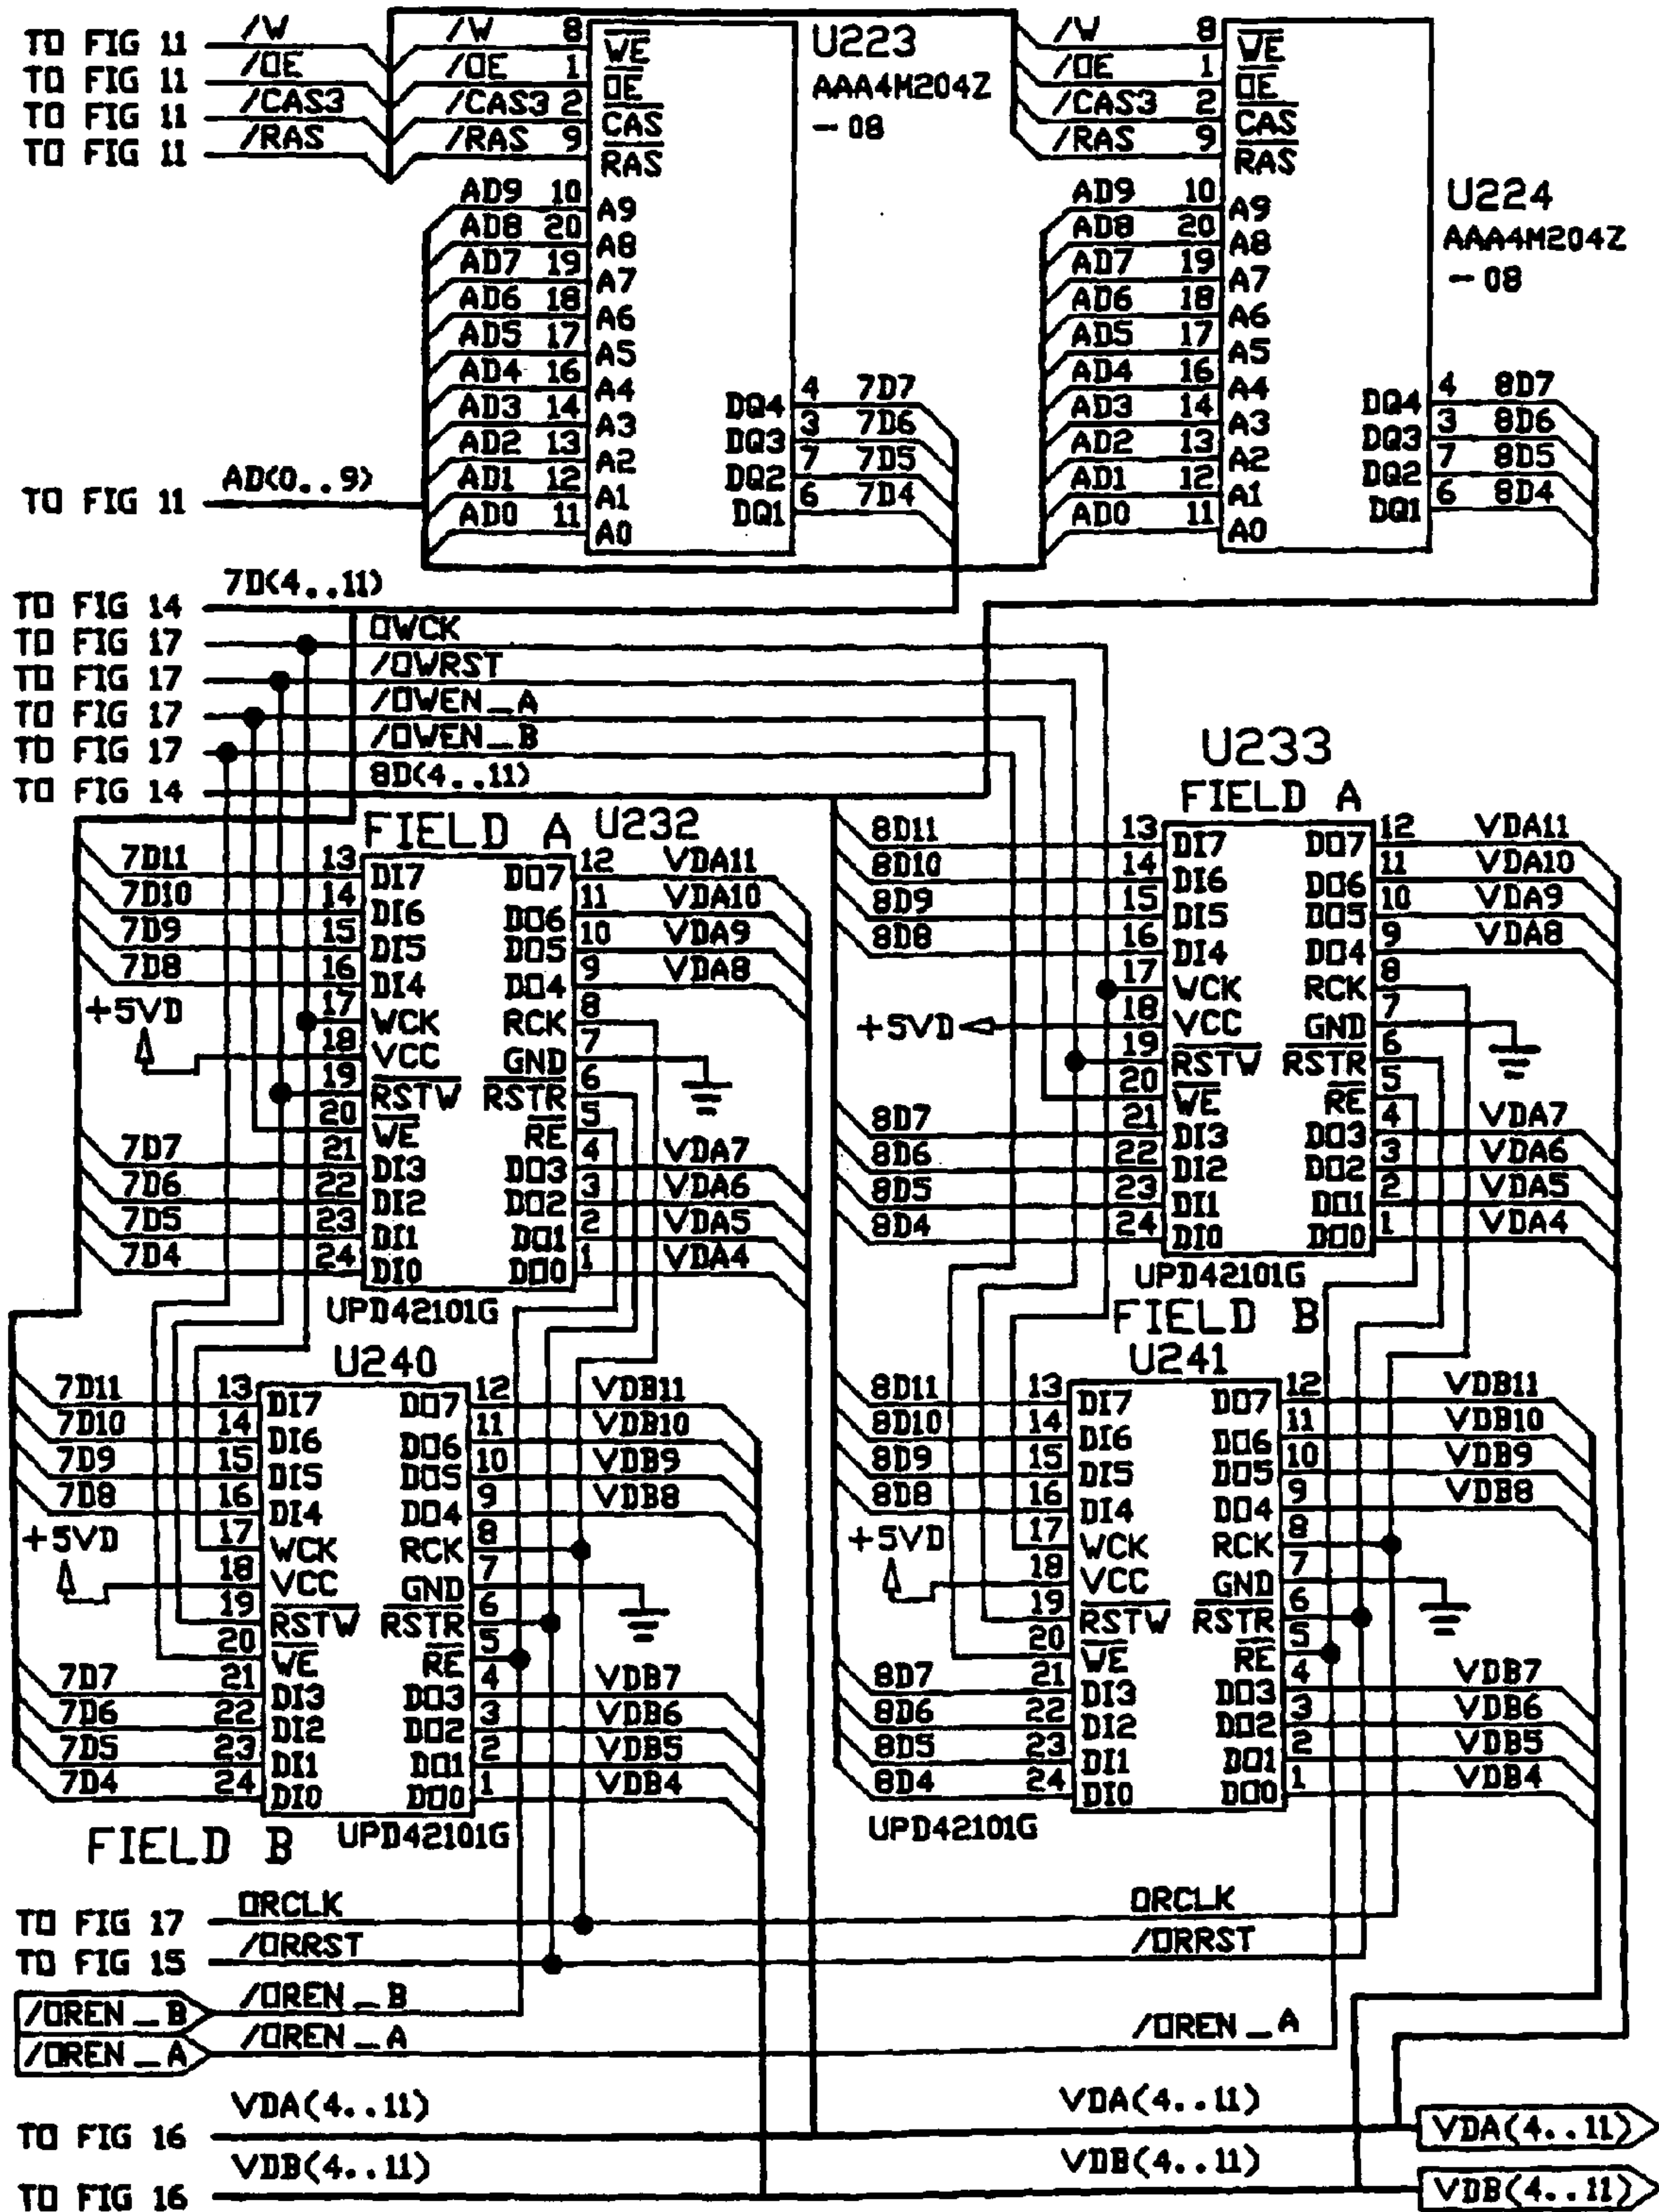 TO FIG 11 /W /W 8 WE U223 /W 8 WE
TO FIG 11 /OE /OE 1 OE AAA4M204Z /OE 1 OE
TO FIG 11 /CAS3 /CAS3 2 CAS -08 /CAS3 2 CAS
TO FIG 11 /RAS /RAS 9 RAS /RAS 9 RAS
U224
AAA4M204Z
-08
AD9 10 A9 AD9 10 A9
AD8 20 A8 AD8 20 A8
AD7 19 A7 AD7 19 A7
AD6 18 A6 AD6 18 A6
AD5 17 A5 AD5 17 A5
AD4 16 A4 DQ4 4 7D7 AD4 16 A4 DQ4 4 8D7
AD3 14 A3 DQ3 3 7D6 AD3 14 A3 DQ3 3 8D6
AD2 13 A2 DQ2 7 7D5 AD2 13 A2 DQ2 7 8D5
AD1 12 A1 DQ1 6 7D4 AD1 12 A1 DQ1 6 8D4
AD0 11 A0 AD0 11 A0
TO FIG 11 AD(0..9)
TO FIG 14 7D(4..11)
TO FIG 17 OWCK
TO FIG 17 /OWRST
TO FIG 17 /OWEN_A
TO FIG 17 /OWEN_B
TO FIG 14 8D(4..11)
FIELD A U232
7D11 13 DI7 DO7 12 VDA11
7D10 14 DI6 DO6 11 VDA10
7D9 15 DI5 DO5 10 VDA9
7D8 16 DI4 DO4 9 VDA8
17 WCK RCK 8
+5VD 18 VCC GND 7
19 RSTW RSTR 6
20 WE RE 5
7D7 21 DI3 DO3 4 VDA7
7D6 22 DI2 DO2 3 VDA6
7D5 23 DI1 DO1 2 VDA5
7D4 24 DI0 DO0 1 VDA4
UPD42101G
U233
FIELD A
8D11 13 DI7 DO7 12 VDA11
8D10 14 DI6 DO6 11 VDA10
8D9 15 DI5 DO5 10 VDA9
8D8 16 DI4 DO4 9 VDA8
17 WCK RCK 8
+5VD 18 VCC GND 7
19 RSTW RSTR 6
20 WE RE 5
8D7 21 DI3 DO3 4 VDA7
8D6 22 DI2 DO2 3 VDA6
8D5 23 DI1 DO1 2 VDA5
8D4 24 DI0 DO0 1 VDA4
UPD42101G
U240
7D11 13 DI7 DO7 12 VDB11
7D10 14 DI6 DO6 11 VDB10
7D9 15 DI5 DO5 10 VDB9
7D8 16 DI4 DO4 9 VDB8
17 WCK RCK 8
+5VD 18 VCC GND 7
19 RSTW RSTR 6
20 WE RE 5
7D7 21 DI3 DO3 4 VDB7
7D6 22 DI2 DO2 3 VDB6
7D5 23 DI1 DO1 2 VDB5
7D4 24 DI0 DO0 1 VDB4
FIELD B UPD42101G
FIELD B
U241
8D11 13 DI7 DO7 12 VDB11
8D10 14 DI6 DO6 11 VDB10
8D9 15 DI5 DO5 10 VDB9
8D8 16 DI4 DO4 9 VDB8
17 WCK RCK 8
+5VD 18 VCC GND 7
19 RSTW RSTR 6
20 WE RE 5
8D7 21 DI3 DO3 4 VDB7
8D6 22 DI2 DO2 3 VDB6
8D5 23 DI1 DO1 2 VDB5
8D4 24 DI0 DO0 1 VDB4
UPD42101G
TO FIG 17 ORCLK ORCLK
TO FIG 15 /ORRST /ORRST
/OREN_B /OREN_B
/OREN_A /OREN_A /OREN_A
TO FIG 16 VDA(4..11) VDA(4..11) VDA(4..11)
TO FIG 16 VDB(4..11) VDB(4..11) VDB(4..11)